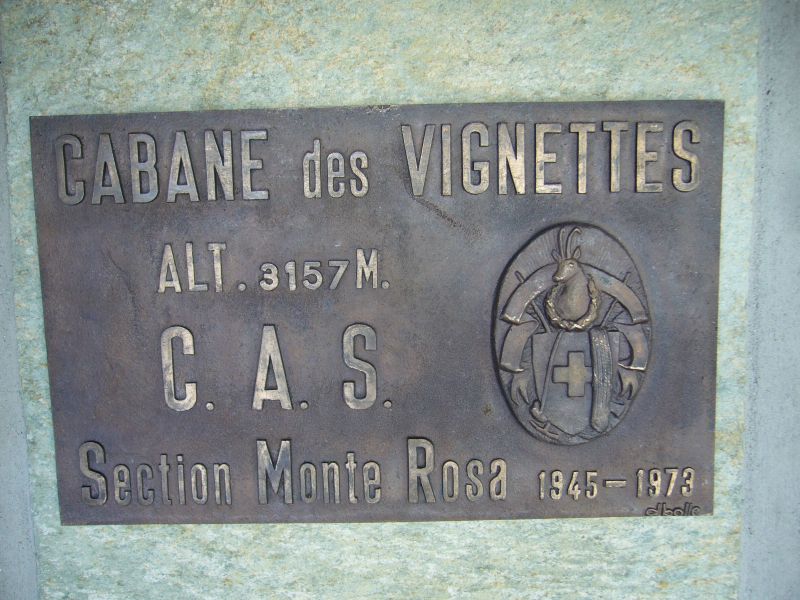 CABANE des VIGNETTES
ALT. 3157 M.
C. A. S.
Section Monte Rosa 1945 - 1973